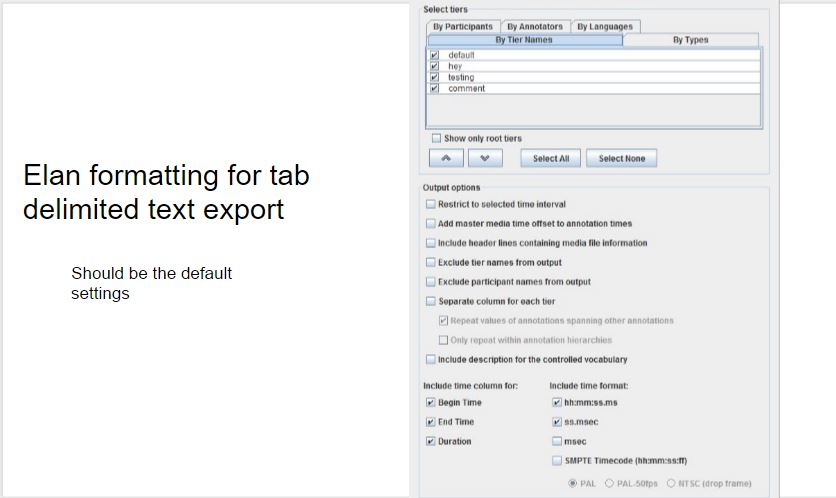 Elan formatting for tab
delimited text export
Should be the default
settings
Select tiers
By Participants By Annotators By Languages
By Tier Names By Types
default
hey
testing
comment
Show only root tiers
Select All Select None
Output options
Restrict to selected time interval
Add master media time offset to annotation times
Include header lines containing media file information
Exclude tier names from output
Exclude participant names from output
Separate column for each tier
Repeat values of annotations spanning other annotations
Only repeat within annotation hierarchies
Include description for the controlled vocabulary
Include time column for: Include time format:
Begin Time hh:mm:ss.ms
End Time ss.msec
Duration msec
SMPTE Timecode (hh:mm:ss:ff)
PAL PAL-50fps NTSC (drop frame)